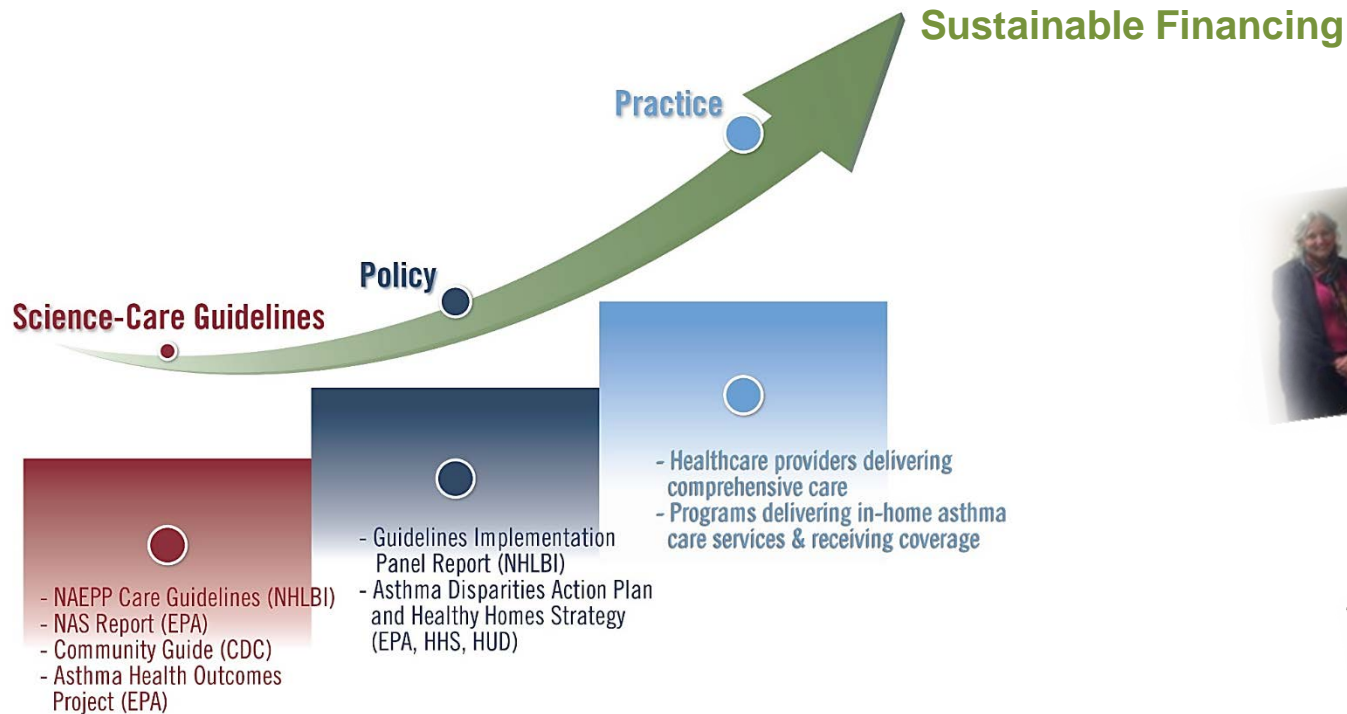 Sustainable Financing
Practice
Policy
Science-Care Guidelines
- NAEPP Care Guidelines (NHLBI)
- NAS Report (EPA)
- Community Guide (CDC)
- Asthma Health Outcomes
Project (EPA)
- Guidelines Implementation
Panel Report (NHLBI)
- Asthma Disparities Action Plan
and Healthy Homes Strategy
(EPA, HHS, HUD)
- Healthcare providers delivering
comprehensive care
- Programs delivering in-home asthma
care services & receiving coverage